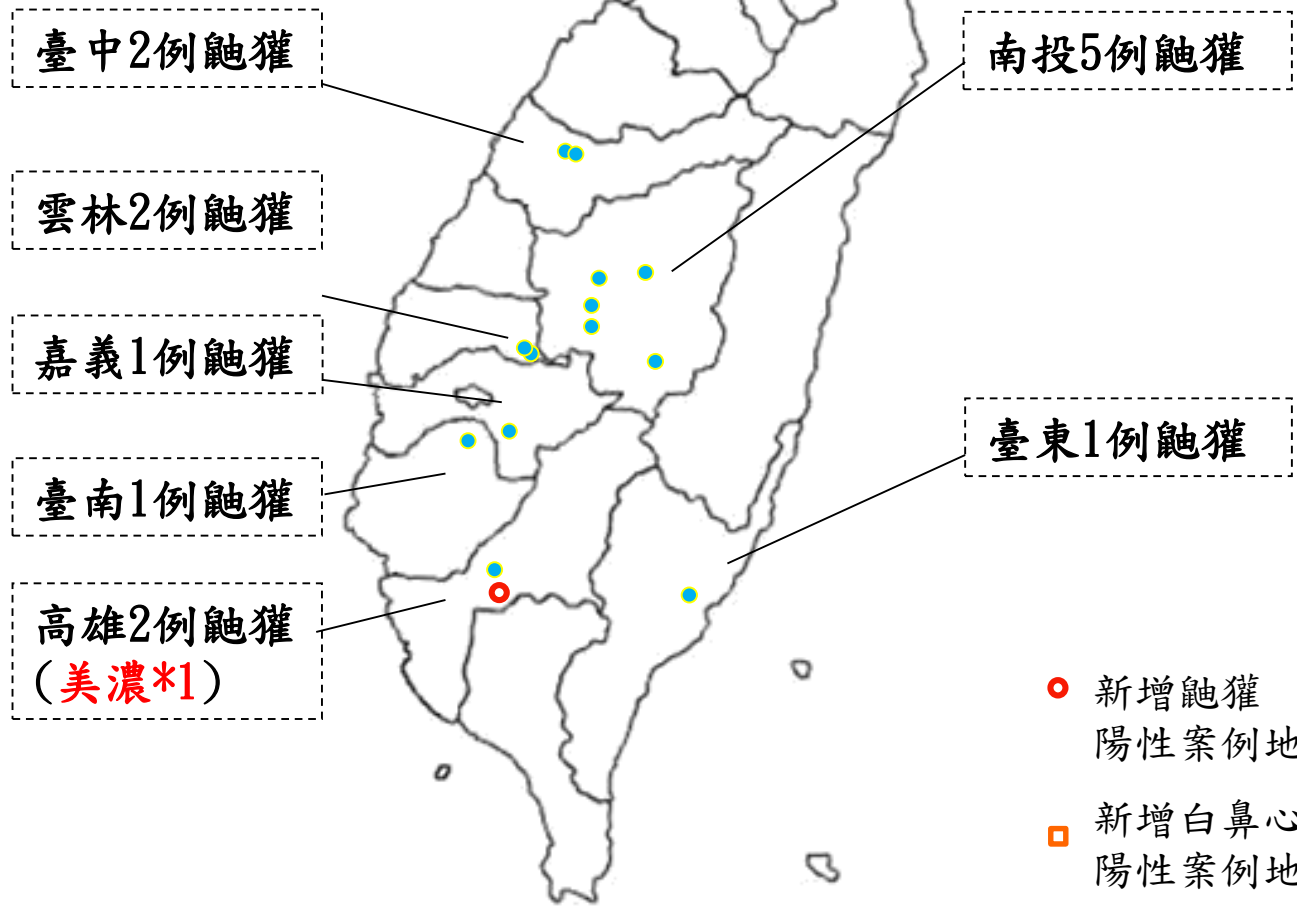 臺中2例鼬獾
南投5例鼬獾
雲林2例鼬獾
嘉義1例鼬獾
臺東1例鼬獾
臺南1例鼬獾
高雄2例鼬獾
(美濃*1)
新增鼬獾
陽性案例地
新增白鼻心
陽性案例地